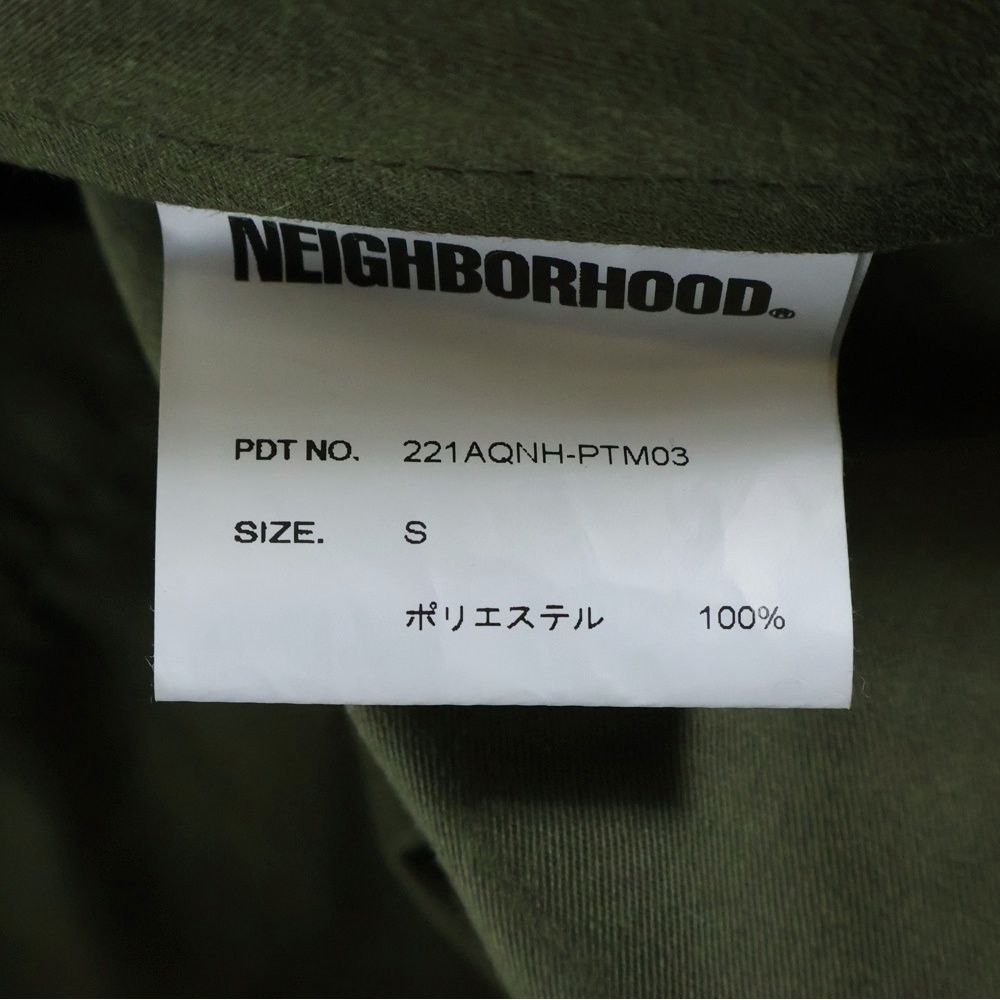 NEIGHBORHOOD®
PDT NO. 221AQNH-PTM03
SIZE. S
ポリエステル 100%